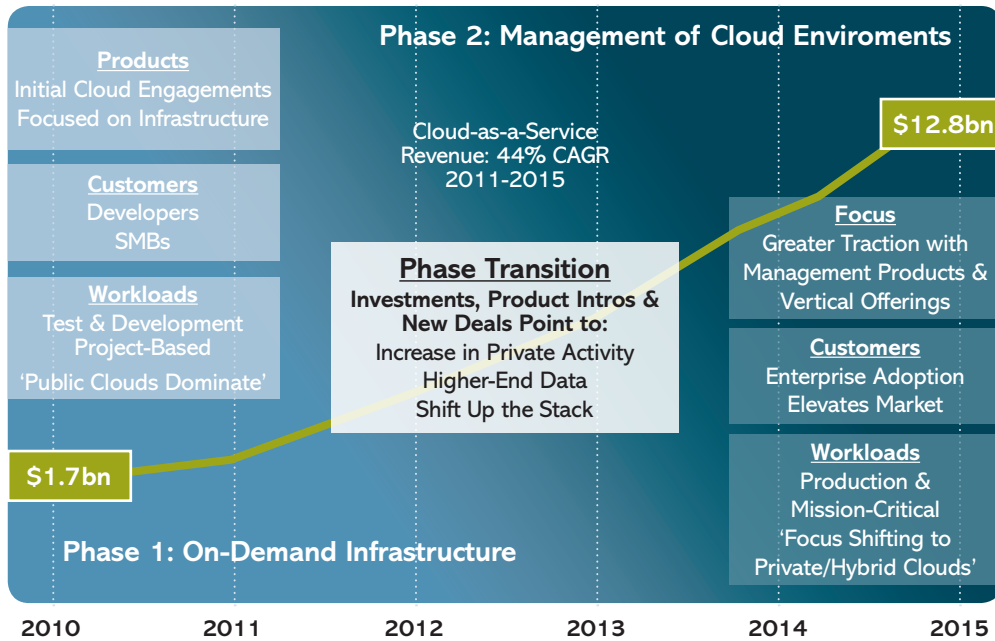 Phase 2: Management of Cloud Enviroments
Products
Initial Cloud Engagements
Focused on Infrastructure
Customers
Developers
SMBs
Workloads
Test & Development
Project-Based
‘Public Clouds Dominate’
$1.7bn
Phase 1: On-Demand Infrastructure
Cloud-as-a-Service
Revenue: 44% CAGR
2011-2015
Phase Transition
Investments, Product Intros &
New Deals Point to:
Increase in Private Activity
Higher-End Data
Shift Up the Stack
$12.8bn
Focus
Greater Traction with
Management Products &
Vertical Offerings
Customers
Enterprise Adoption
Elevates Market
Workloads
Production &
Mission-Critical
‘Focus Shifting to
Private/Hybrid Clouds’
2010 2011 2012 2013 2014 2015